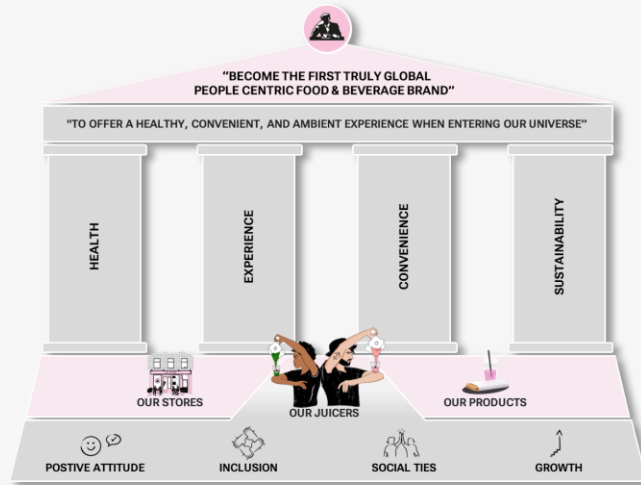 "BECOME THE FIRST TRULY GLOBAL
PEOPLE CENTRIC FOOD & BEVERAGE BRAND"
"TO OFFER A HEALTHY, CONVENIENT, AND AMBIENT EXPERIENCE WHEN ENTERING OUR UNIVERSE"
HEALTH
EXPERIENCE
CONVENIENCE
SUSTAINABILITY
OUR STORES
OUR JUICERS
OUR PRODUCTS
POSTIVE ATTITUDE
INCLUSION
SOCIAL TIES
GROWTH